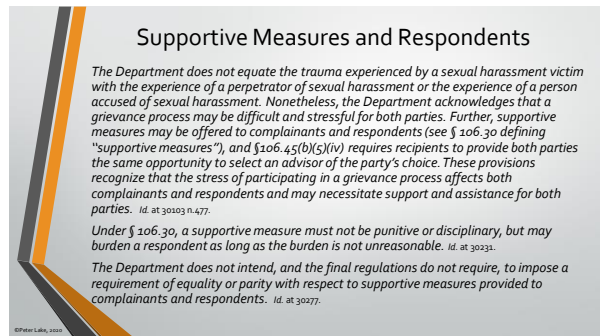 Supportive Measures and Respondents
The Department does not equate the trauma experienced by a sexual harassment victim
with the experience of a perpetrator of sexual harassment or the experience of a person
accused of sexual harassment. Nonetheless, the Department acknowledges that a
grievance process may be difficult and stressful for both parties. Further, supportive
measures may be offered to complainants and respondents (see § 106.30 defining
"supportive measures"), and §106.45(b)(5)(iv) requires recipients to provide both parties
the same opportunity to select an advisor of the party's choice. These provisions
recognize that the stress of participating in a grievance process affects both
complainants and respondents and may necessitate support and assistance for both
parties. Id. at 30103 n.477.
Under § 106.30, a supportive measure must not be punitive or disciplinary, but may
burden a respondent as long as the burden is not unreasonable. Id. at 30231.
The Department does not intend, and the final regulations do not require, to impose a
requirement of equality or parity with respect to supportive measures provided to
complainants and respondents. Id. at 30277.
©Peter Lake, 2020